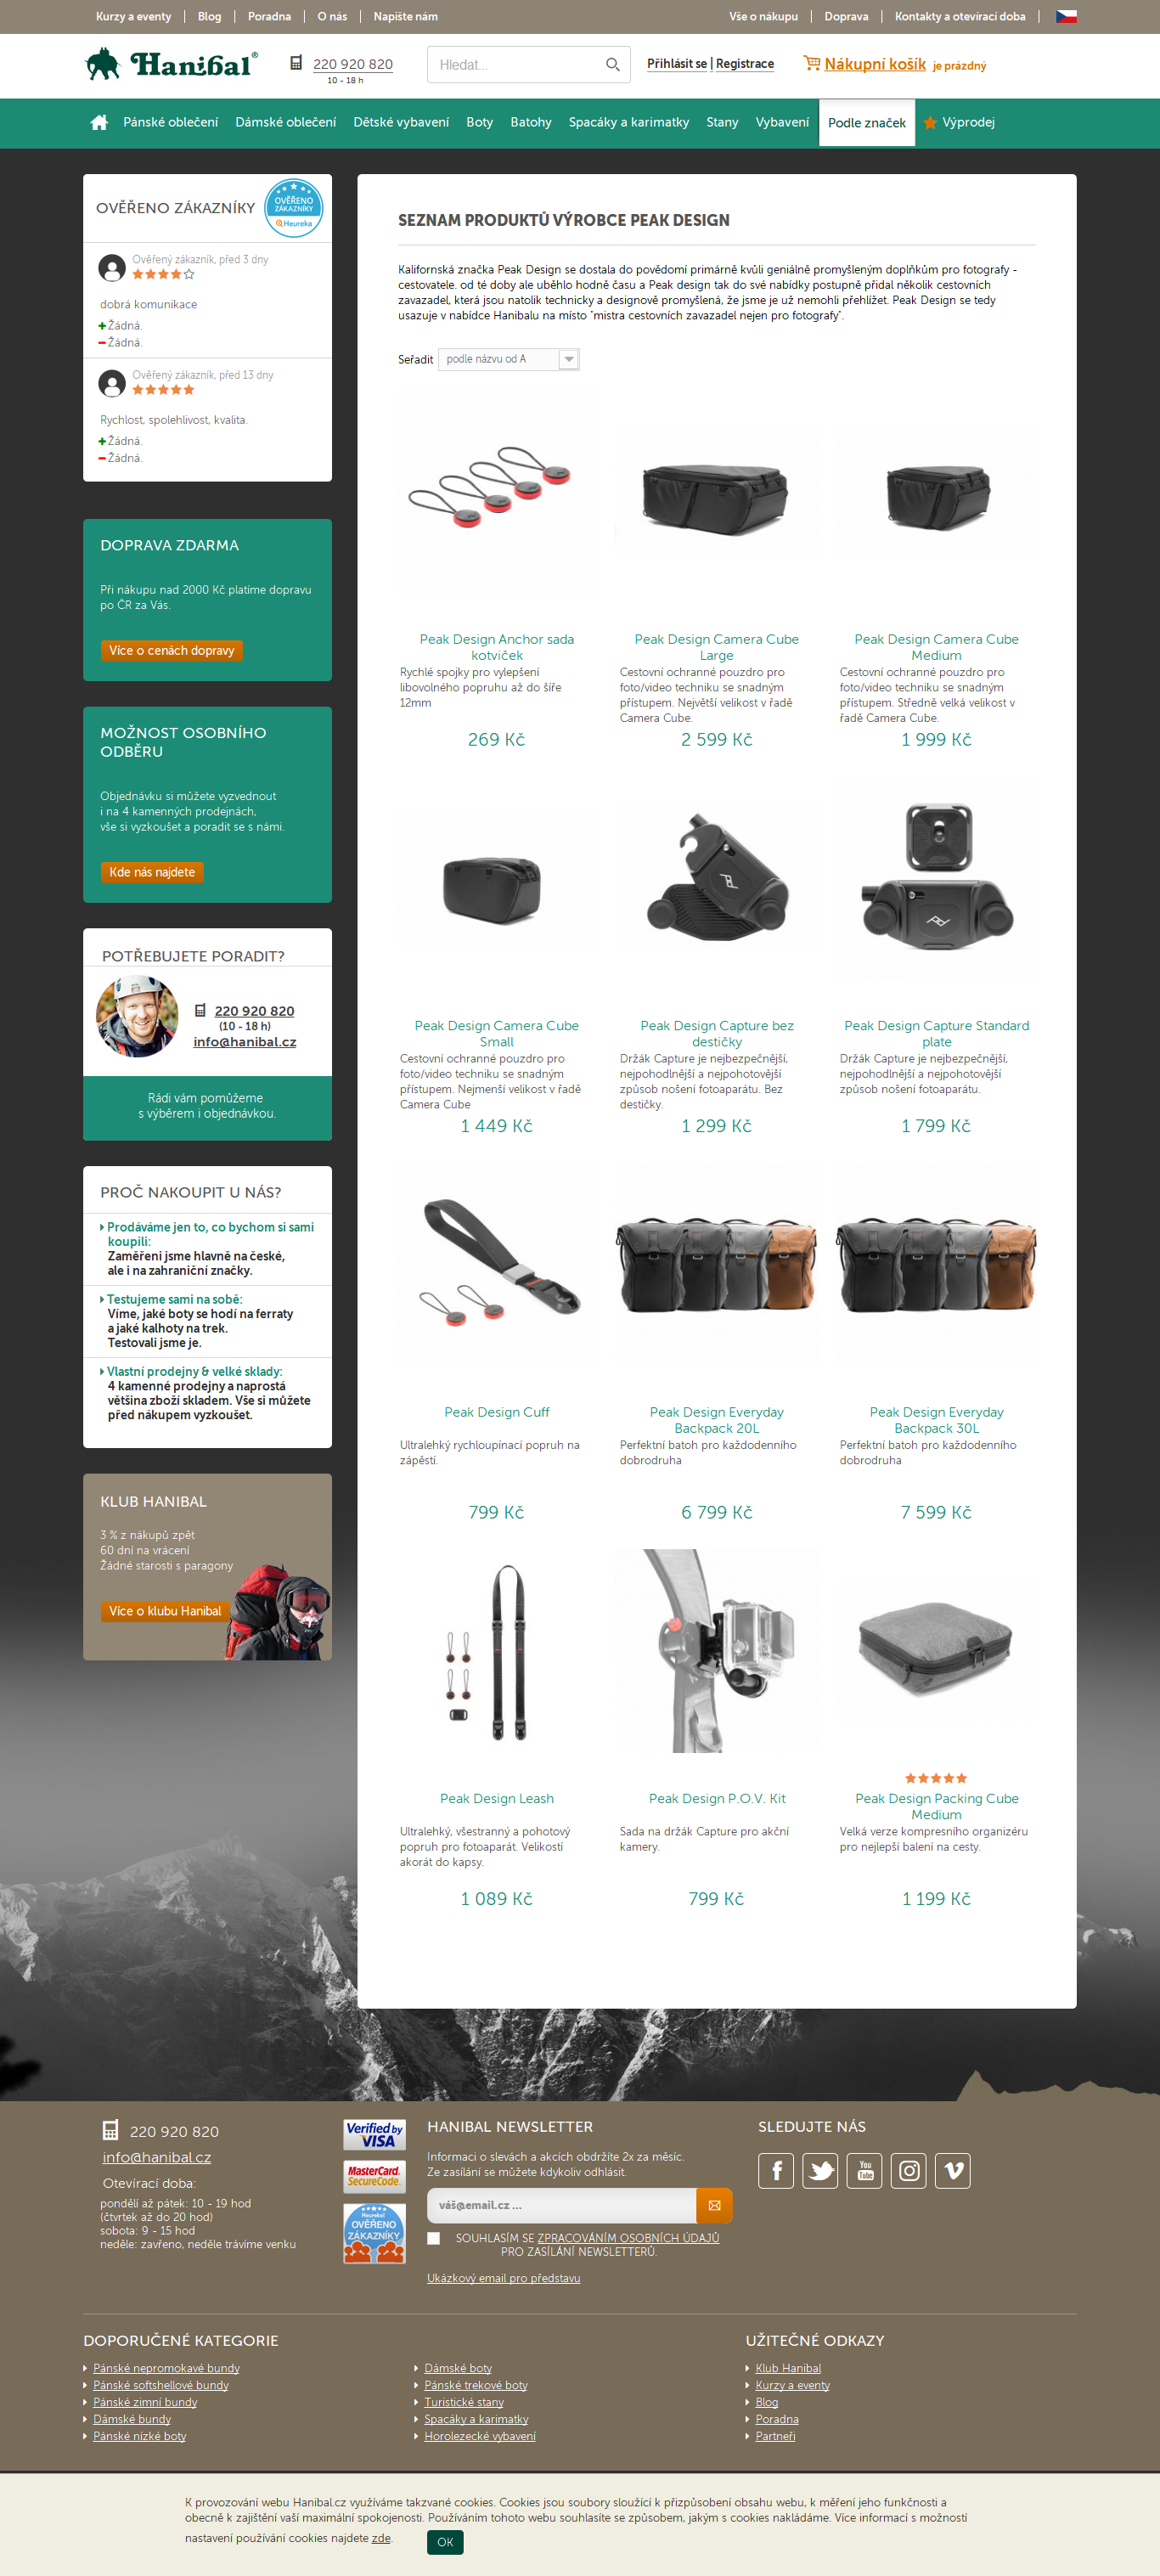 Kurzy a eventy
Blog
Poradna
O nás
Napište nám
Vše o nákupu
Doprava
Kontakty a otevírací doba
Hanibal®
220 920 820
10 - 18 h
Hledat...
Přihlásit se | Registrace
Nákupní košík je prázdný
Pánské oblečení
Dámské oblečení
Dětské vybavení
Boty
Batohy
Spacáky a karimatky
Stany
Vybavení
Podle značek
Výprodej
OVĚŘENO ZÁKAZNÍKY
OVĚŘENO
ZÁKAZNÍKY
Heureka
Ověřený zákazník, před 3 dny
dobrá komunikace
Žádná.
Žádná.
Ověřený zákazník, před 13 dny
Rychlost, spolehlivost, kvalita.
Žádná.
Žádná.
DOPRAVA ZDARMA
Při nákupu nad 2000 Kč platíme dopravu
po ČR za Vás.
Více o cenách dopravy
MOŽNOST OSOBNÍHO
ODBĚRU
Objednávku si můžete vyzvednout
i na 4 kamenných prodejnách,
vše si vyzkoušet a poradit se s námi.
Kde nás najdete
POTŘEBUJETE PORADIT?
220 920 820
(10 - 18 h)
info@hanibal.cz
Rádi vám pomůžeme
s výběrem i objednávkou.
PROČ NAKOUPIT U NÁS?
Prodáváme jen to, co bychom si sami
koupili:
Zaměření jsme hlavně na české,
ale i na zahraniční značky.
Testujeme sami na sobě:
Víme, jaké boty se hodí na ferraty
a jaké kalhoty na trek.
Testovali jsme je.
Vlastní prodejny & velké sklady:
4 kamenné prodejny a naprostá
většina zboží skladem. Vše si můžete
před nákupem vyzkoušet.
KLUB HANIBAL
3 % z nákupů zpět
60 dní na vrácení
Žádné starosti s paragony
Více o klubu Hanibal
SEZNAM PRODUKTŮ VÝROBCE PEAK DESIGN
Kalifornská značka Peak Design se dostala do povědomí primárně kvůli geniálně promyšleným doplňkům pro fotografy -
cestovatele. od té doby ale uběhlo hodně času a Peak design tak do své nabídky postupně přidal několik cestovních
zavazadel, která jsou natolik technicky a designově promyšlená, že jsme je už nemohli přehlížet. Peak Design se tedy
usazuje v nabídce Hanibalu na místo "mistra cestovních zavazadel nejen pro fotografy".
Seřadit podle názvu od A
Peak Design Anchor sada
kotviček
Rychlé spojky pro vylepšení
libovolného popruhu až do šíře
12mm
269 Kč
Peak Design Camera Cube
Large
Cestovní ochranné pouzdro pro
foto/video techniku se snadným
přístupem. Největší velikost v řadě
Camera Cube.
2 599 Kč
Peak Design Camera Cube
Medium
Cestovní ochranné pouzdro pro
foto/video techniku se snadným
přístupem. Středně velká velikost v
řadě Camera Cube.
1 999 Kč
Peak Design Camera Cube
Small
Cestovní ochranné pouzdro pro
foto/video techniku se snadným
přístupem. Nejmenší velikost v řadě
Camera Cube
1 449 Kč
Peak Design Capture bez
destičky
Držák Capture je nejbezpečnější,
nejpohodlnější a nejpohotovější
způsob nošení fotoaparátu. Bez
destičky.
1 299 Kč
Peak Design Capture Standard
plate
Držák Capture je nejbezpečnější,
nejpohodlnější a nejpohotovější
způsob nošení fotoaparátu.
1 799 Kč
Peak Design Cuff
Ultralehký rychloupínací popruh na
zápěstí.
799 Kč
Peak Design Everyday
Backpack 20L
Perfektní batoh pro každodenního
dobrodruha
6 799 Kč
Peak Design Everyday
Backpack 30L
Perfektní batoh pro každodenního
dobrodruha
7 599 Kč
Peak Design Leash
Ultralehký, všestranný a pohotový
popruh pro fotoaparát. Velikostí
akorát do kapsy.
1 089 Kč
Peak Design P.O.V. Kit
Sada na držák Capture pro akční
kamery.
799 Kč
Peak Design Packing Cube
Medium
Velká verze kompresního organizéru
pro nejlepší balení na cesty.
1 199 Kč
220 920 820
info@hanibal.cz
Otevírací doba:
pondělí až pátek: 10 - 19 hod
(čtvrtek až do 20 hod)
sobota: 9 - 15 hod
neděle: zavřeno, neděle trávíme venku
Verified by
VISA
MasterCard.
SecureCode.
Heureka!
OVĚŘENO
ZÁKAZNÍKY
HANIBAL NEWSLETTER
Informaci o slevách a akcích obdržíte 2x za měsíc.
Ze zasílání se můžete kdykoliv odhlásit.
váš@email.cz ...
SOUHLASÍM SE ZPRACOVÁNÍM OSOBNÍCH ÚDAJŮ
PRO ZASÍLÁNÍ NEWSLETTERŮ.
Ukázkový email pro představu
SLEDUJTE NÁS
You
Tube
DOPORUČENÉ KATEGORIE
Pánské nepromokavé bundy
Pánské softshellové bundy
Pánské zimní bundy
Dámské bundy
Pánské nízké boty
Dámské boty
Pánské trekové boty
Turistické stany
Spacáky a karimatky
Horolezecké vybavení
UŽITEČNÉ ODKAZY
Klub Hanibal
Kurzy a eventy
Blog
Poradna
Partneři
K provozování webu Hanibal.cz využíváme takzvané cookies. Cookies jsou soubory sloužící k přizpůsobení obsahu webu, k měření jeho funkčnosti a
obecně k zajištění vaší maximální spokojenosti. Používáním tohoto webu souhlasíte se způsobem, jakým s cookies nakládáme. Více informací s možností
nastavení používání cookies najdete zde.
OK